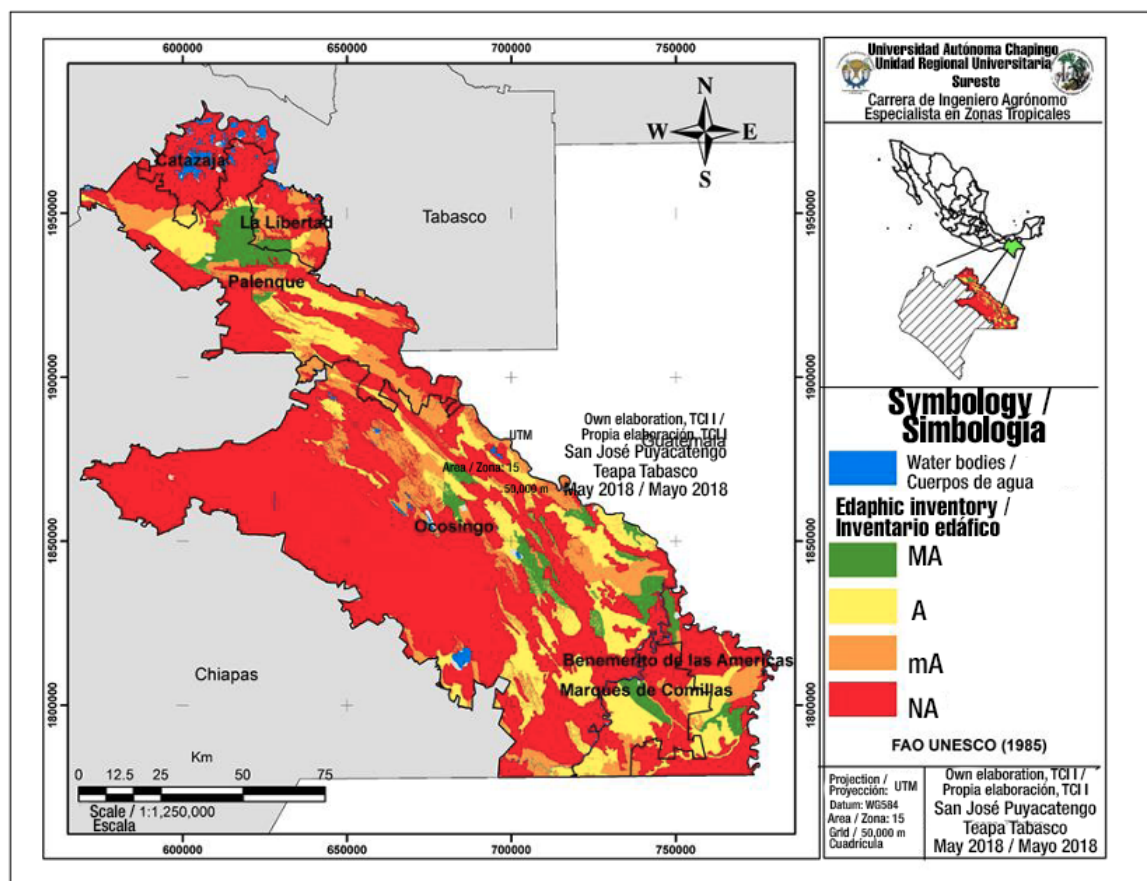 600000
650000
700000
750000
N
W
E
S
1950000
1900000
1850000
1800000
1950000
1900000
1850000
1800000
Catazaja
La Libertad
Tabasco
Palenque
Own elaboration, TCI I /
Propia elaboración, TCI I
UTM
Guatemala
San José Puyacatengo
Area / Zona: 15
Teapa Tabasco
50,000 m
May 2018 / Mayo 2018
Ocosingo
Benemerito de las Americas
Marques de Comillas
Chiapas
Km
0 12.5 25 50 75
Scale / 1:1,250,000
Escala
600000
650000
700000
750000
Universidad Autónoma Chapingo
Unidad Regional Universitaria
Sureste
Carrera de Ingeniero Agrónomo
Especialista en Zonas Tropicales
Symbology /
Simbología
Water bodies /
Cuerpos de agua
Edaphic inventory /
Inventario edáfico
MA
A
mA
NA
FAO UNESCO (1985)
Projection /
Proyección: UTM
Datum: WG584
Area / Zona: 15
Grld / 50,000 m
Cuadrícula
Own elaboration, TCI I /
Propia elaboración, TCI I
San José Puyacatengo
Teapa Tabasco
May 2018 / Mayo 2018